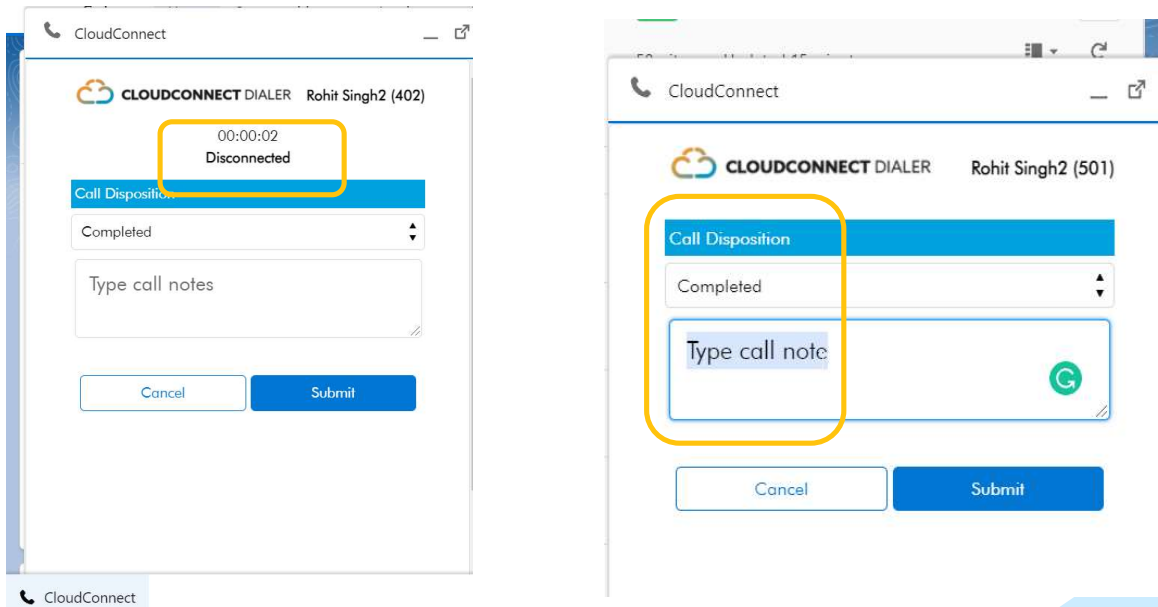 CloudConnect
CLOUDCONNECT DIALER Rohit Singh2 (402)
00:00:02
Disconnected
Call Disposition
Completed
Type call notes
Cancel Submit
CloudConnect
CloudConnect
CLOUDCONNECT DIALER Rohit Singh2 (501)
Call Disposition
Completed
Type call note
G
Cancel Submit